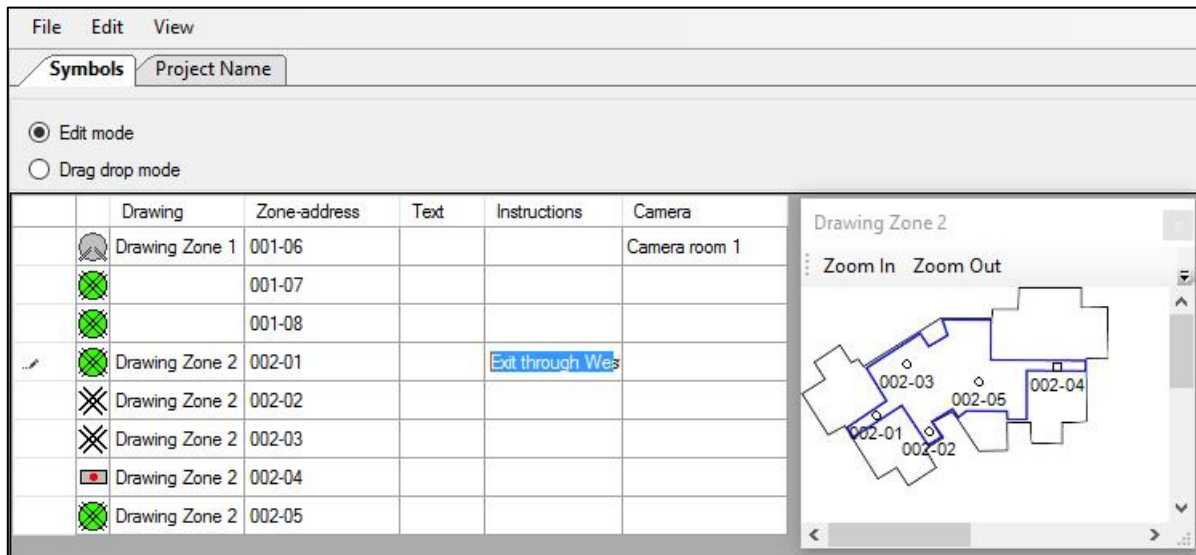 File Edit View
Symbols Project Name
Edit mode
Drag drop mode
Drawing Zone-address Text Instructions Camera
Drawing Zone 1 001-06 Camera room 1
001-07
001-08
Drawing Zone 2 002-01 Exit through Wes
Drawing Zone 2 002-02
Drawing Zone 2 002-03
Drawing Zone 2 002-04
Drawing Zone 2 002-05
Drawing Zone 2
Zoom In Zoom Out
002-03
002-04
002-05
002-01
002-02